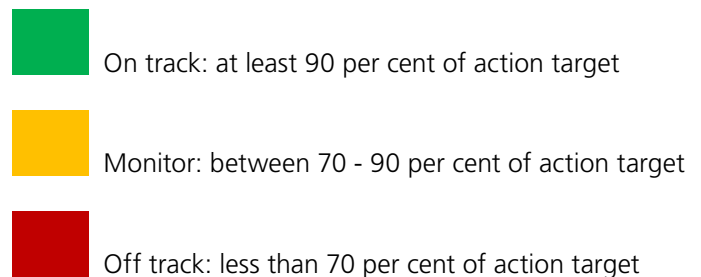 On track: at least 90 per cent of action target
Monitor: between 70 - 90 per cent of action target
Off track: less than 70 per cent of action target